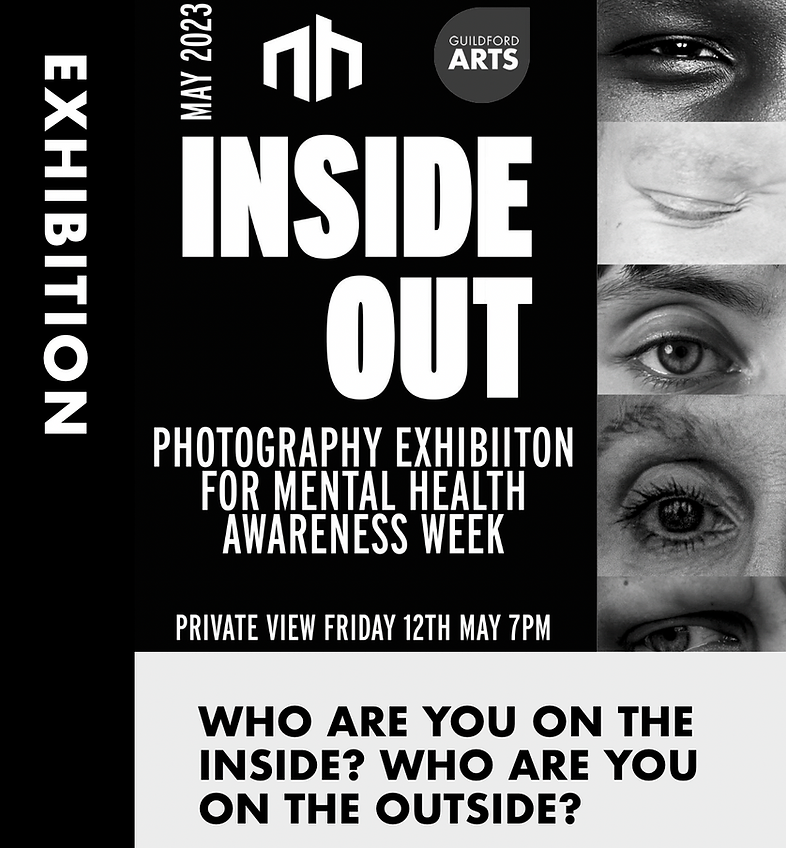 EXHIBITION
MAY 2023
nh
GUILDFORD
ARTS
INSIDE
OUT
PHOTOGRAPHY EXHIBIITON
FOR MENTAL HEALTH
AWARENESS WEEK
PRIVATE VIEW FRIDAY 12TH MAY 7PM
WHO ARE YOU ON THE
INSIDE? WHO ARE YOU
ON THE OUTSIDE?